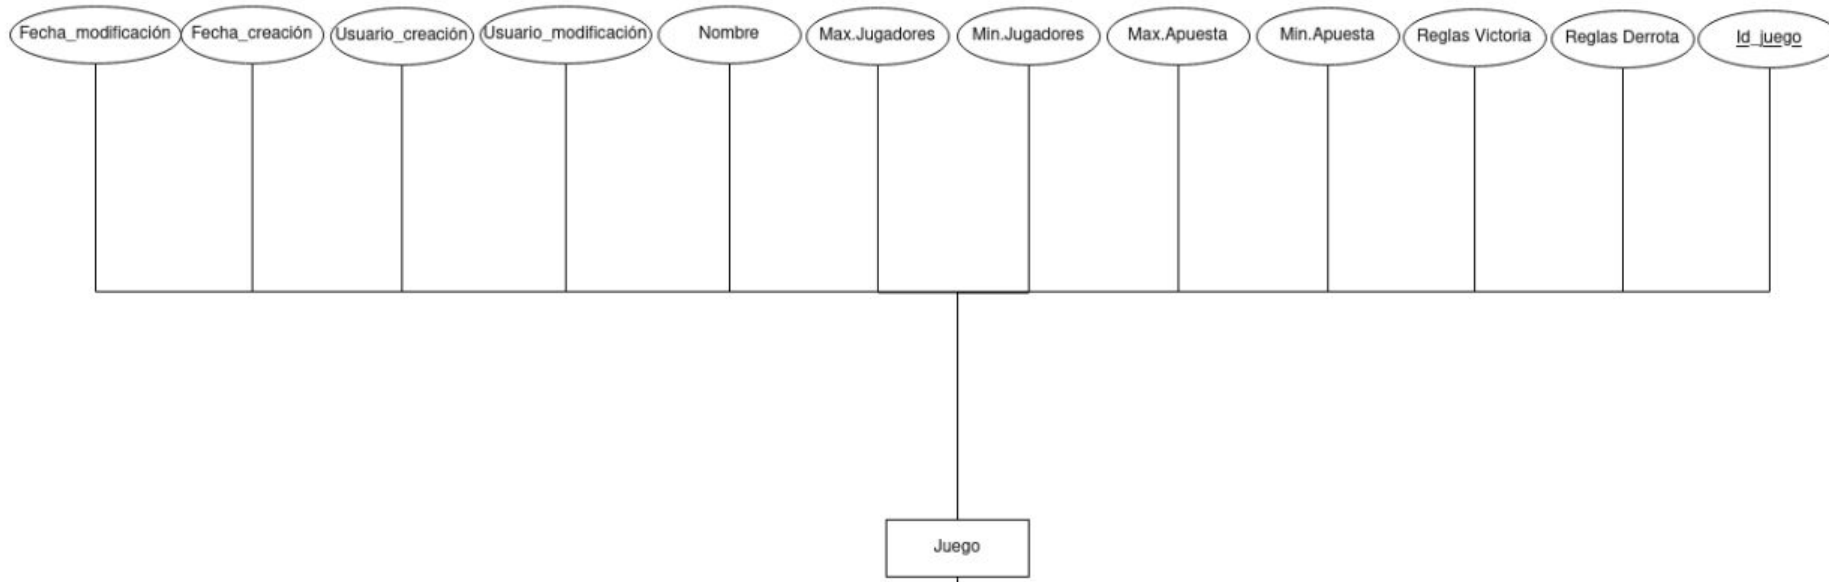 Fecha_modificación
Fecha_creación
Usuario_creación
Usuario_modificación
Nombre
Max.Jugadores
Min.Jugadores
Max.Apuesta
Min.Apuesta
Reglas Victoria
Reglas Derrota
Id_juego
Juego